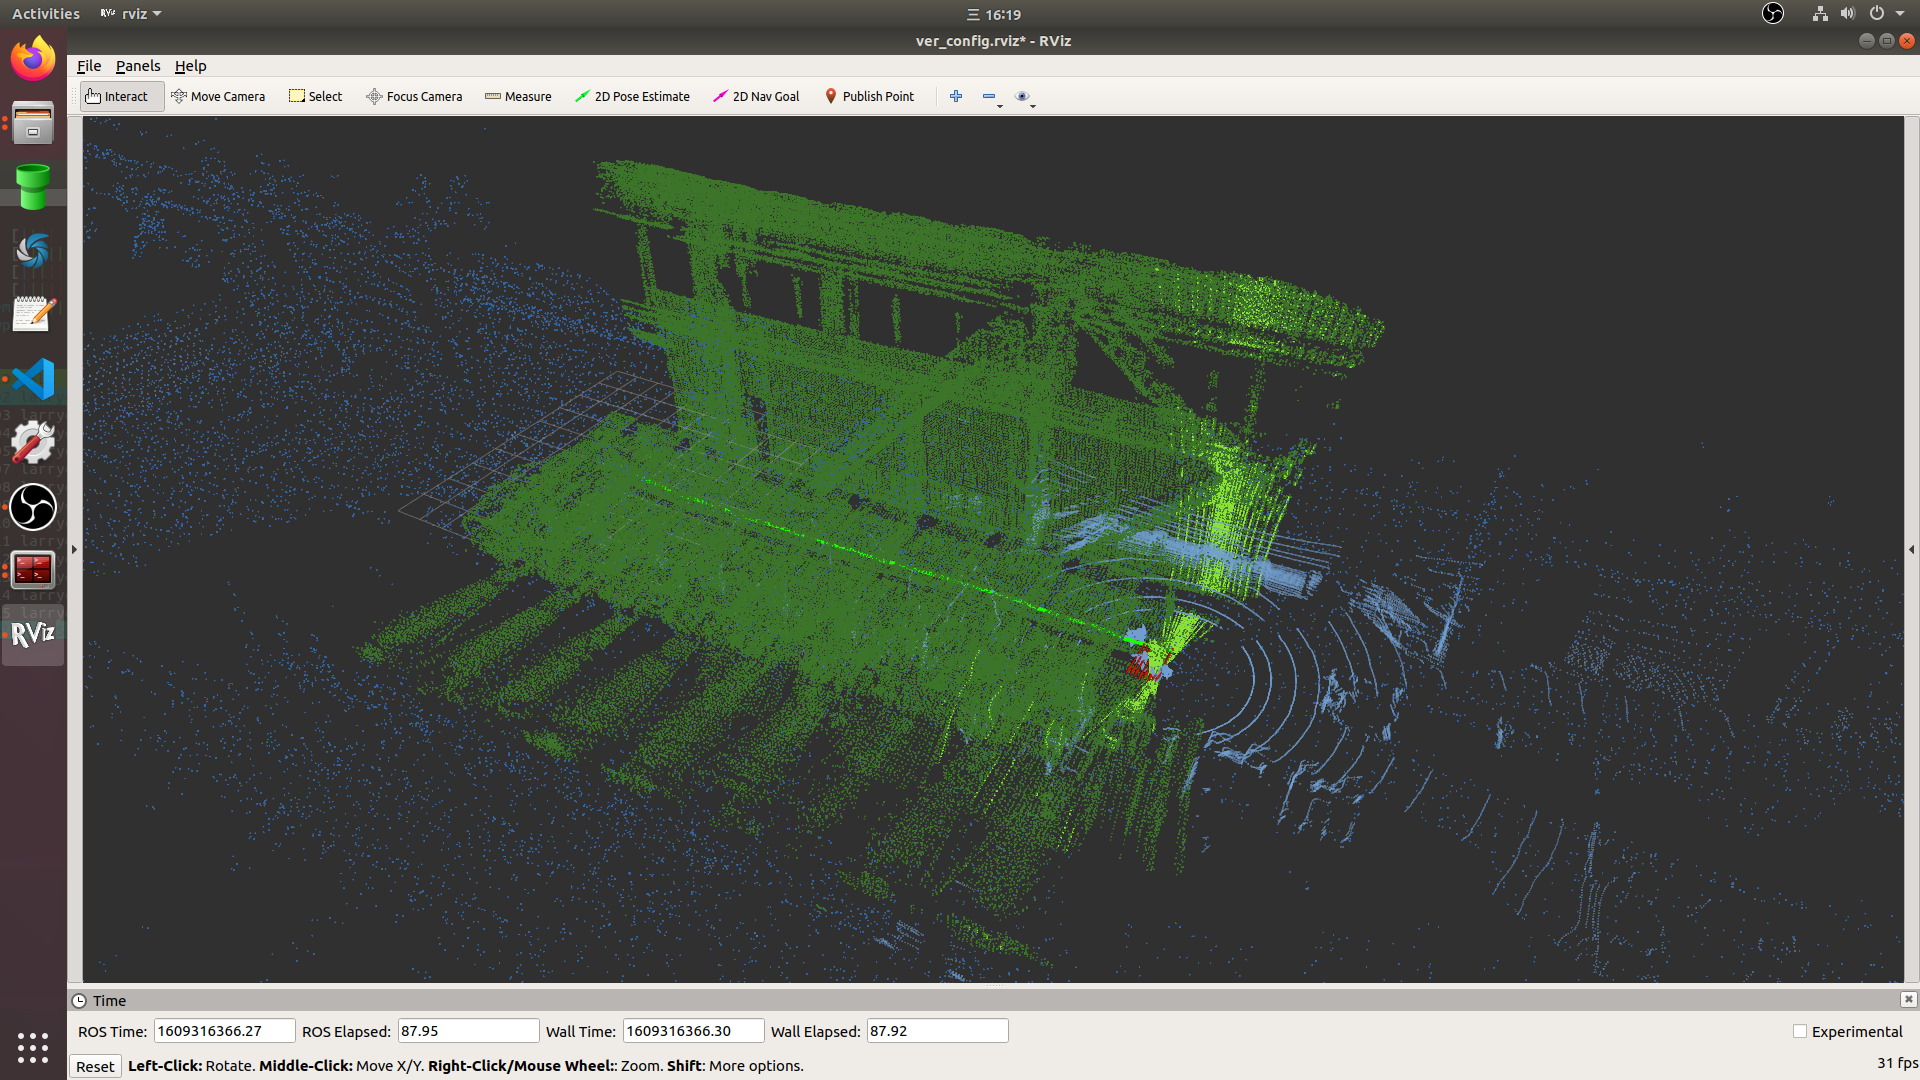 Activities RViz rviz 三 16:19
ver_config.rviz* - RViz
File Panels Help
Interact Move Camera Select Focus Camera Measure 2D Pose Estimate 2D Nav Goal Publish Point
RViz
Time
ROS Time: 1609316366.27 ROS Elapsed: 87.95 Wall Time: 1609316366.30 Wall Elapsed: 87.92 Experimental
Reset Left-Click: Rotate. Middle-Click: Move X/Y. Right-Click/Mouse Wheel:: Zoom. Shift: More options. 31 fps